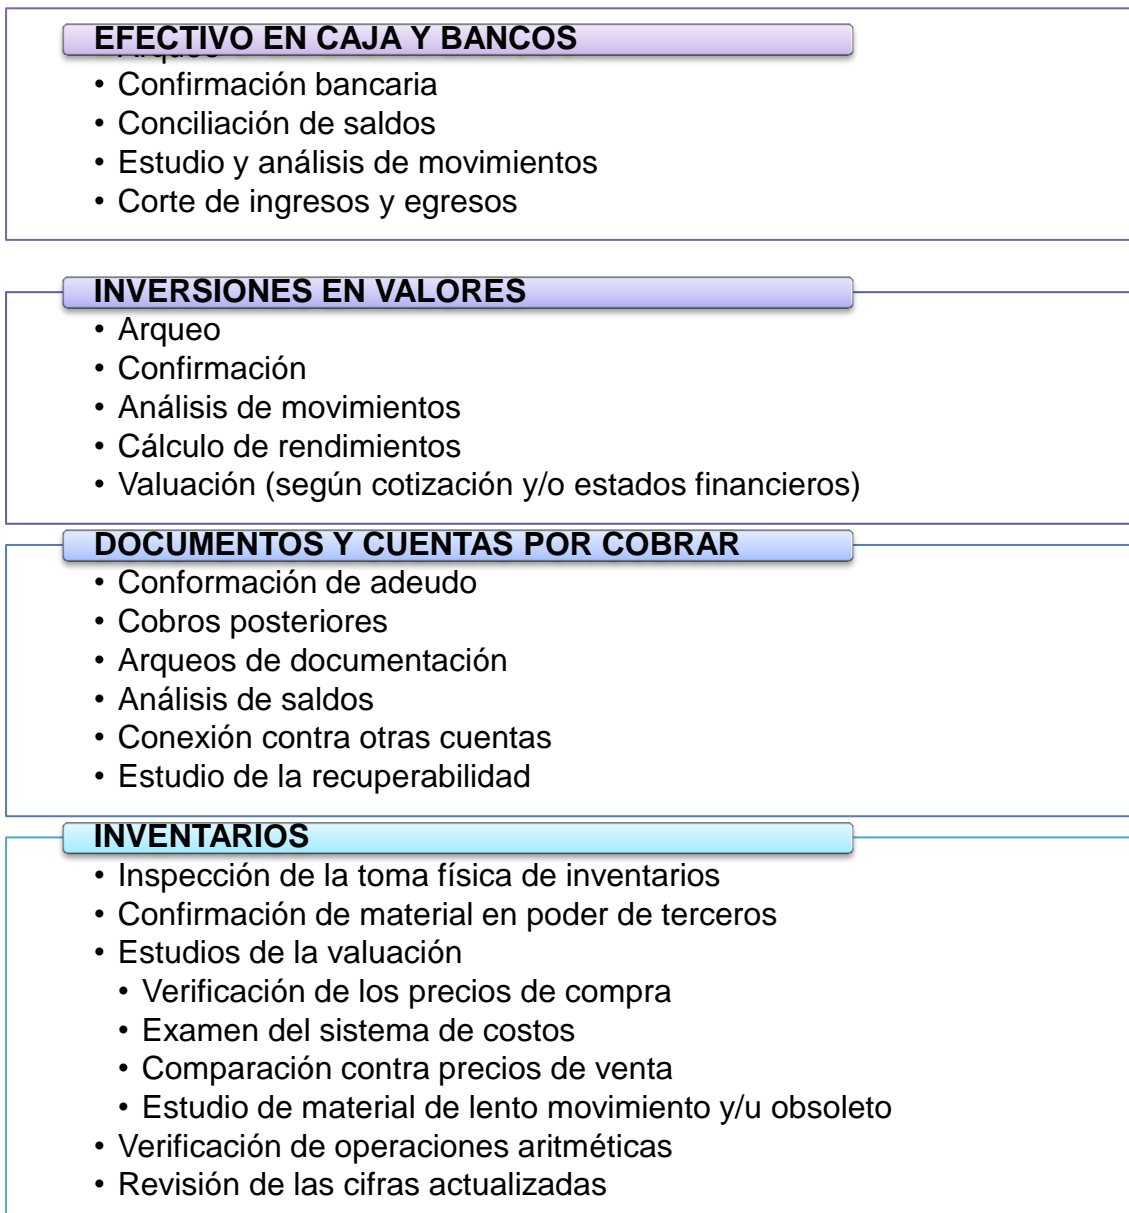 EFECTIVO EN CAJA Y BANCOS
• Arqueo
• Confirmación bancaria
• Conciliación de saldos
• Estudio y análisis de movimientos
• Corte de ingresos y egresos
INVERSIONES EN VALORES
• Arqueo
• Confirmación
• Análisis de movimientos
• Cálculo de rendimientos
• Valuación (según cotización y/o estados financieros)
DOCUMENTOS Y CUENTAS POR COBRAR
• Conformación de adeudo
• Cobros posteriores
• Arqueos de documentación
• Análisis de saldos
• Conexión contra otras cuentas
• Estudio de la recuperabilidad
INVENTARIOS
• Inspección de la toma física de inventarios
• Confirmación de material en poder de terceros
• Estudios de la valuación
• Verificación de los precios de compra
• Examen del sistema de costos
• Comparación contra precios de venta
• Estudio de material de lento movimiento y/u obsoleto
• Verificación de operaciones aritméticas
• Revisión de las cifras actualizadas